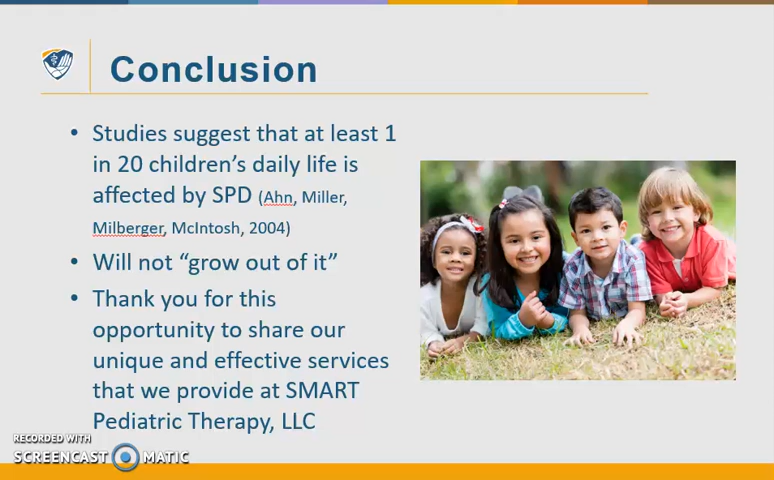 Conclusion
• Studies suggest that at least 1
in 20 children's daily life is
affected by SPD (Ahn, Miller,
Milberger, McIntosh, 2004)
• Will not “grow out of it”
• Thank you for this
opportunity to share our
unique and effective services
that we provide at SMART
Pediatric Therapy, LLC
RECORDED WITH
SCREENCAST MATIC